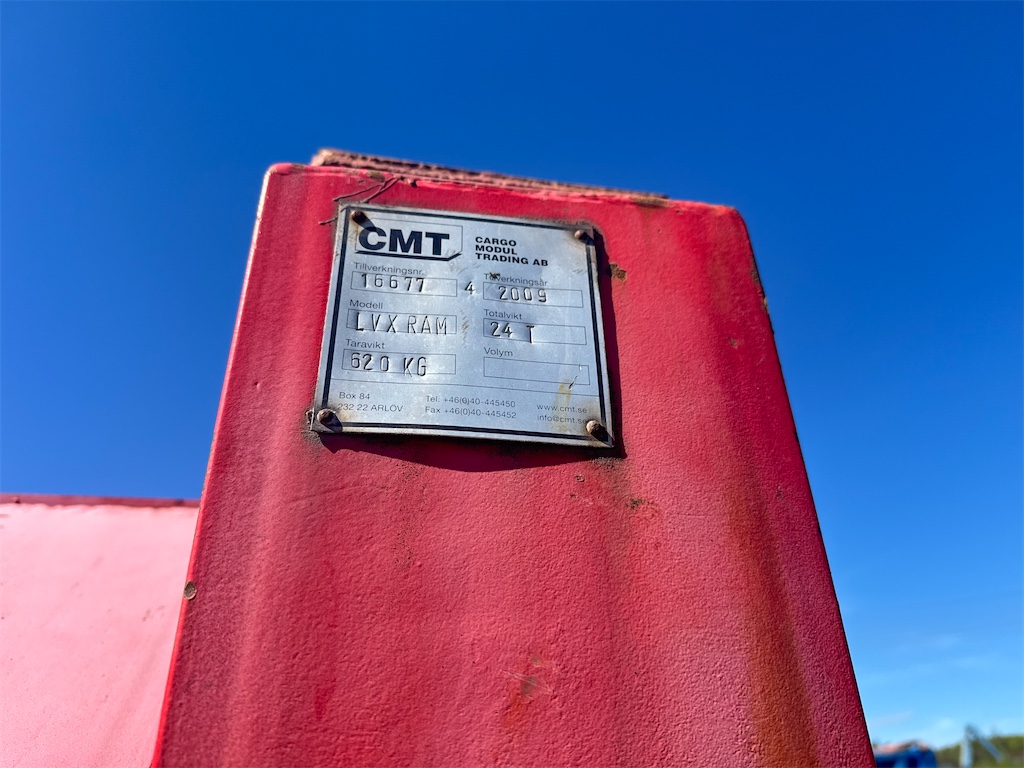 CMT
CARGO
MODUL
TRADING AB
Tillverkningsnr. Tillverkningsår
16677 4 2009
Modell Totalvikt
LVX RAM 24 T
Taravikt Volym
620 KG
Box 84 Tel: +46(0)40-445450 www.cmt.se
232 22 ARLÖV Fax +46(0)40-445452 info@cmt.se